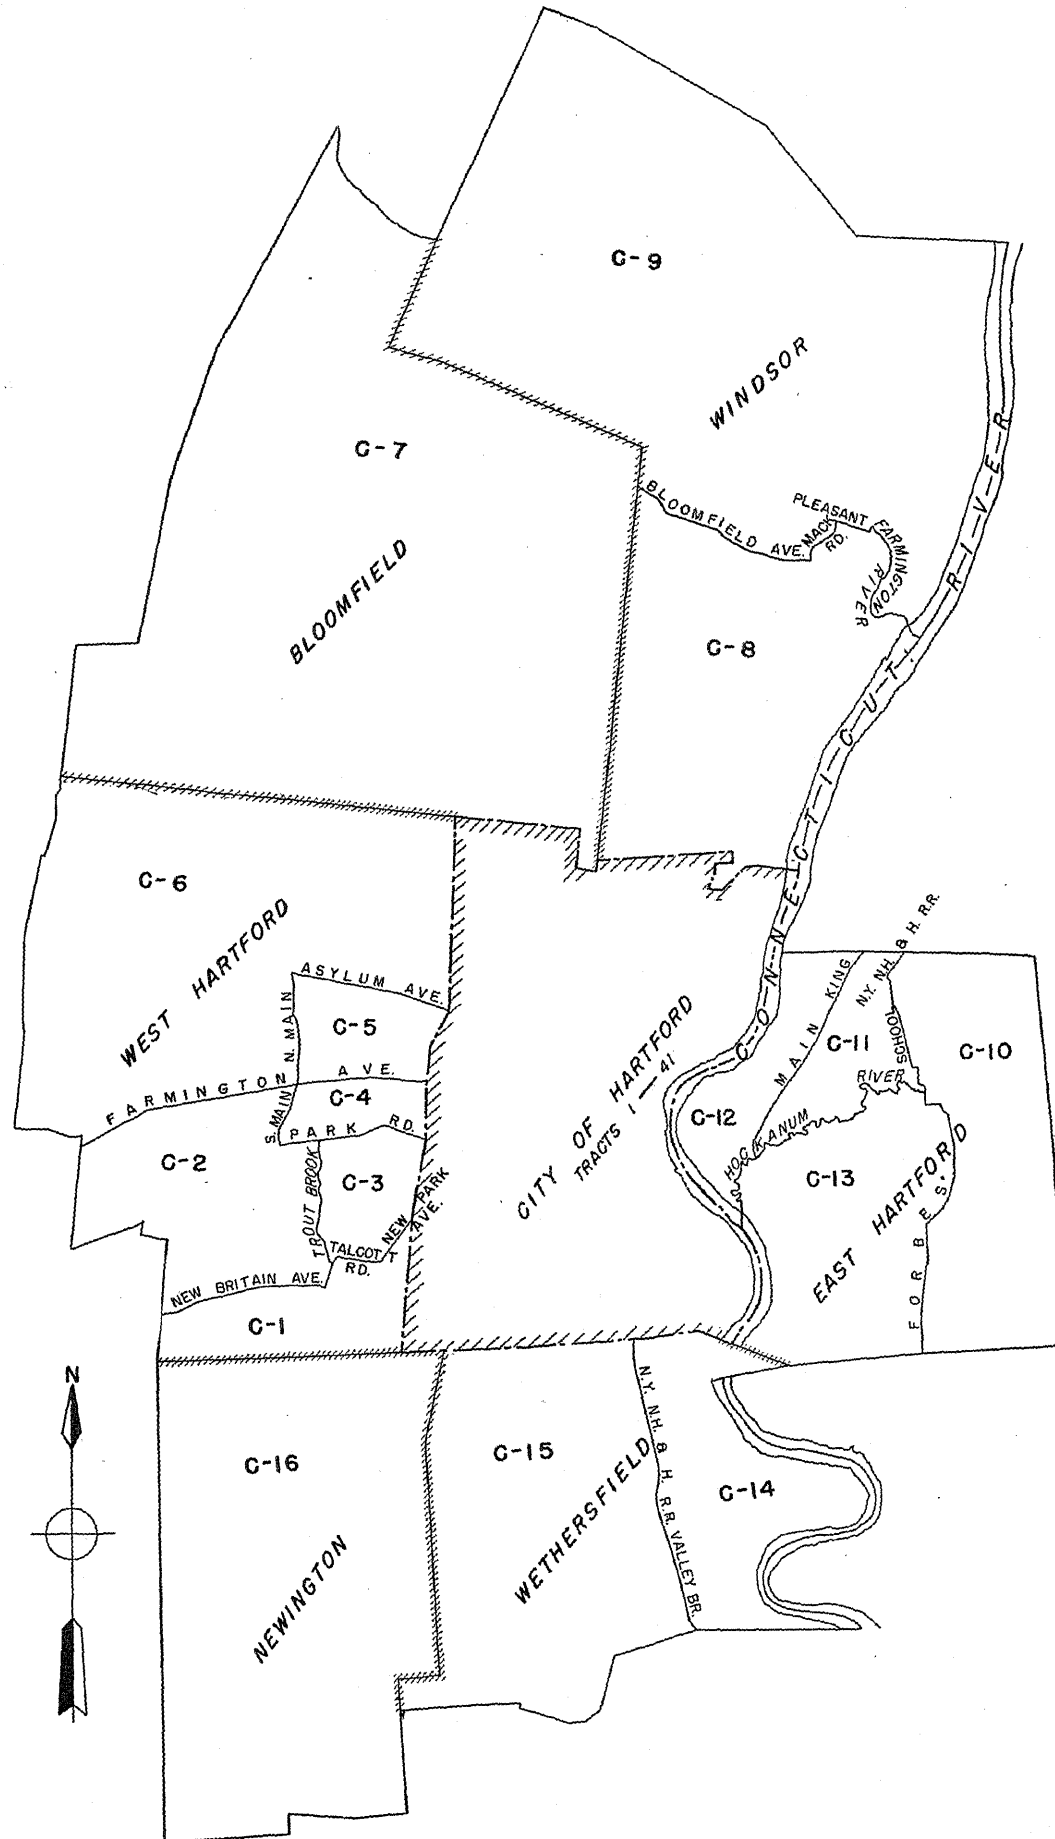 C-9
WINDSOR
C-7
BLOOMFIELD AVE.
MACK RD.
PLEASANT
FARMINGTON RIVER
BLOOMFIELD
C-8
CONNECTICUT RIVER
C-6
WEST HARTFORD
ASYLUM AVE.
N. MAIN
C-5
FARMINGTON AVE.
C-4
S. MAIN
PARK RD.
C-2
TROUT BROOK
C-3
NEW PARK AVE.
TALCOTT RD.
NEW BRITAIN AVE.
C-1
CITY OF HARTFORD
TRACTS 1 — 41
MAIN
KING
N.Y. NH. & H. R.R.
C-11
SCHOOL
C-10
C-12
HOCKANUM RIVER
C-13
EAST HARTFORD
FORBES
N
C-16
NEWINGTON
C-15
WETHERSFIELD
N.Y. N.H. & H. R.R. VALLEY BR.
C-14